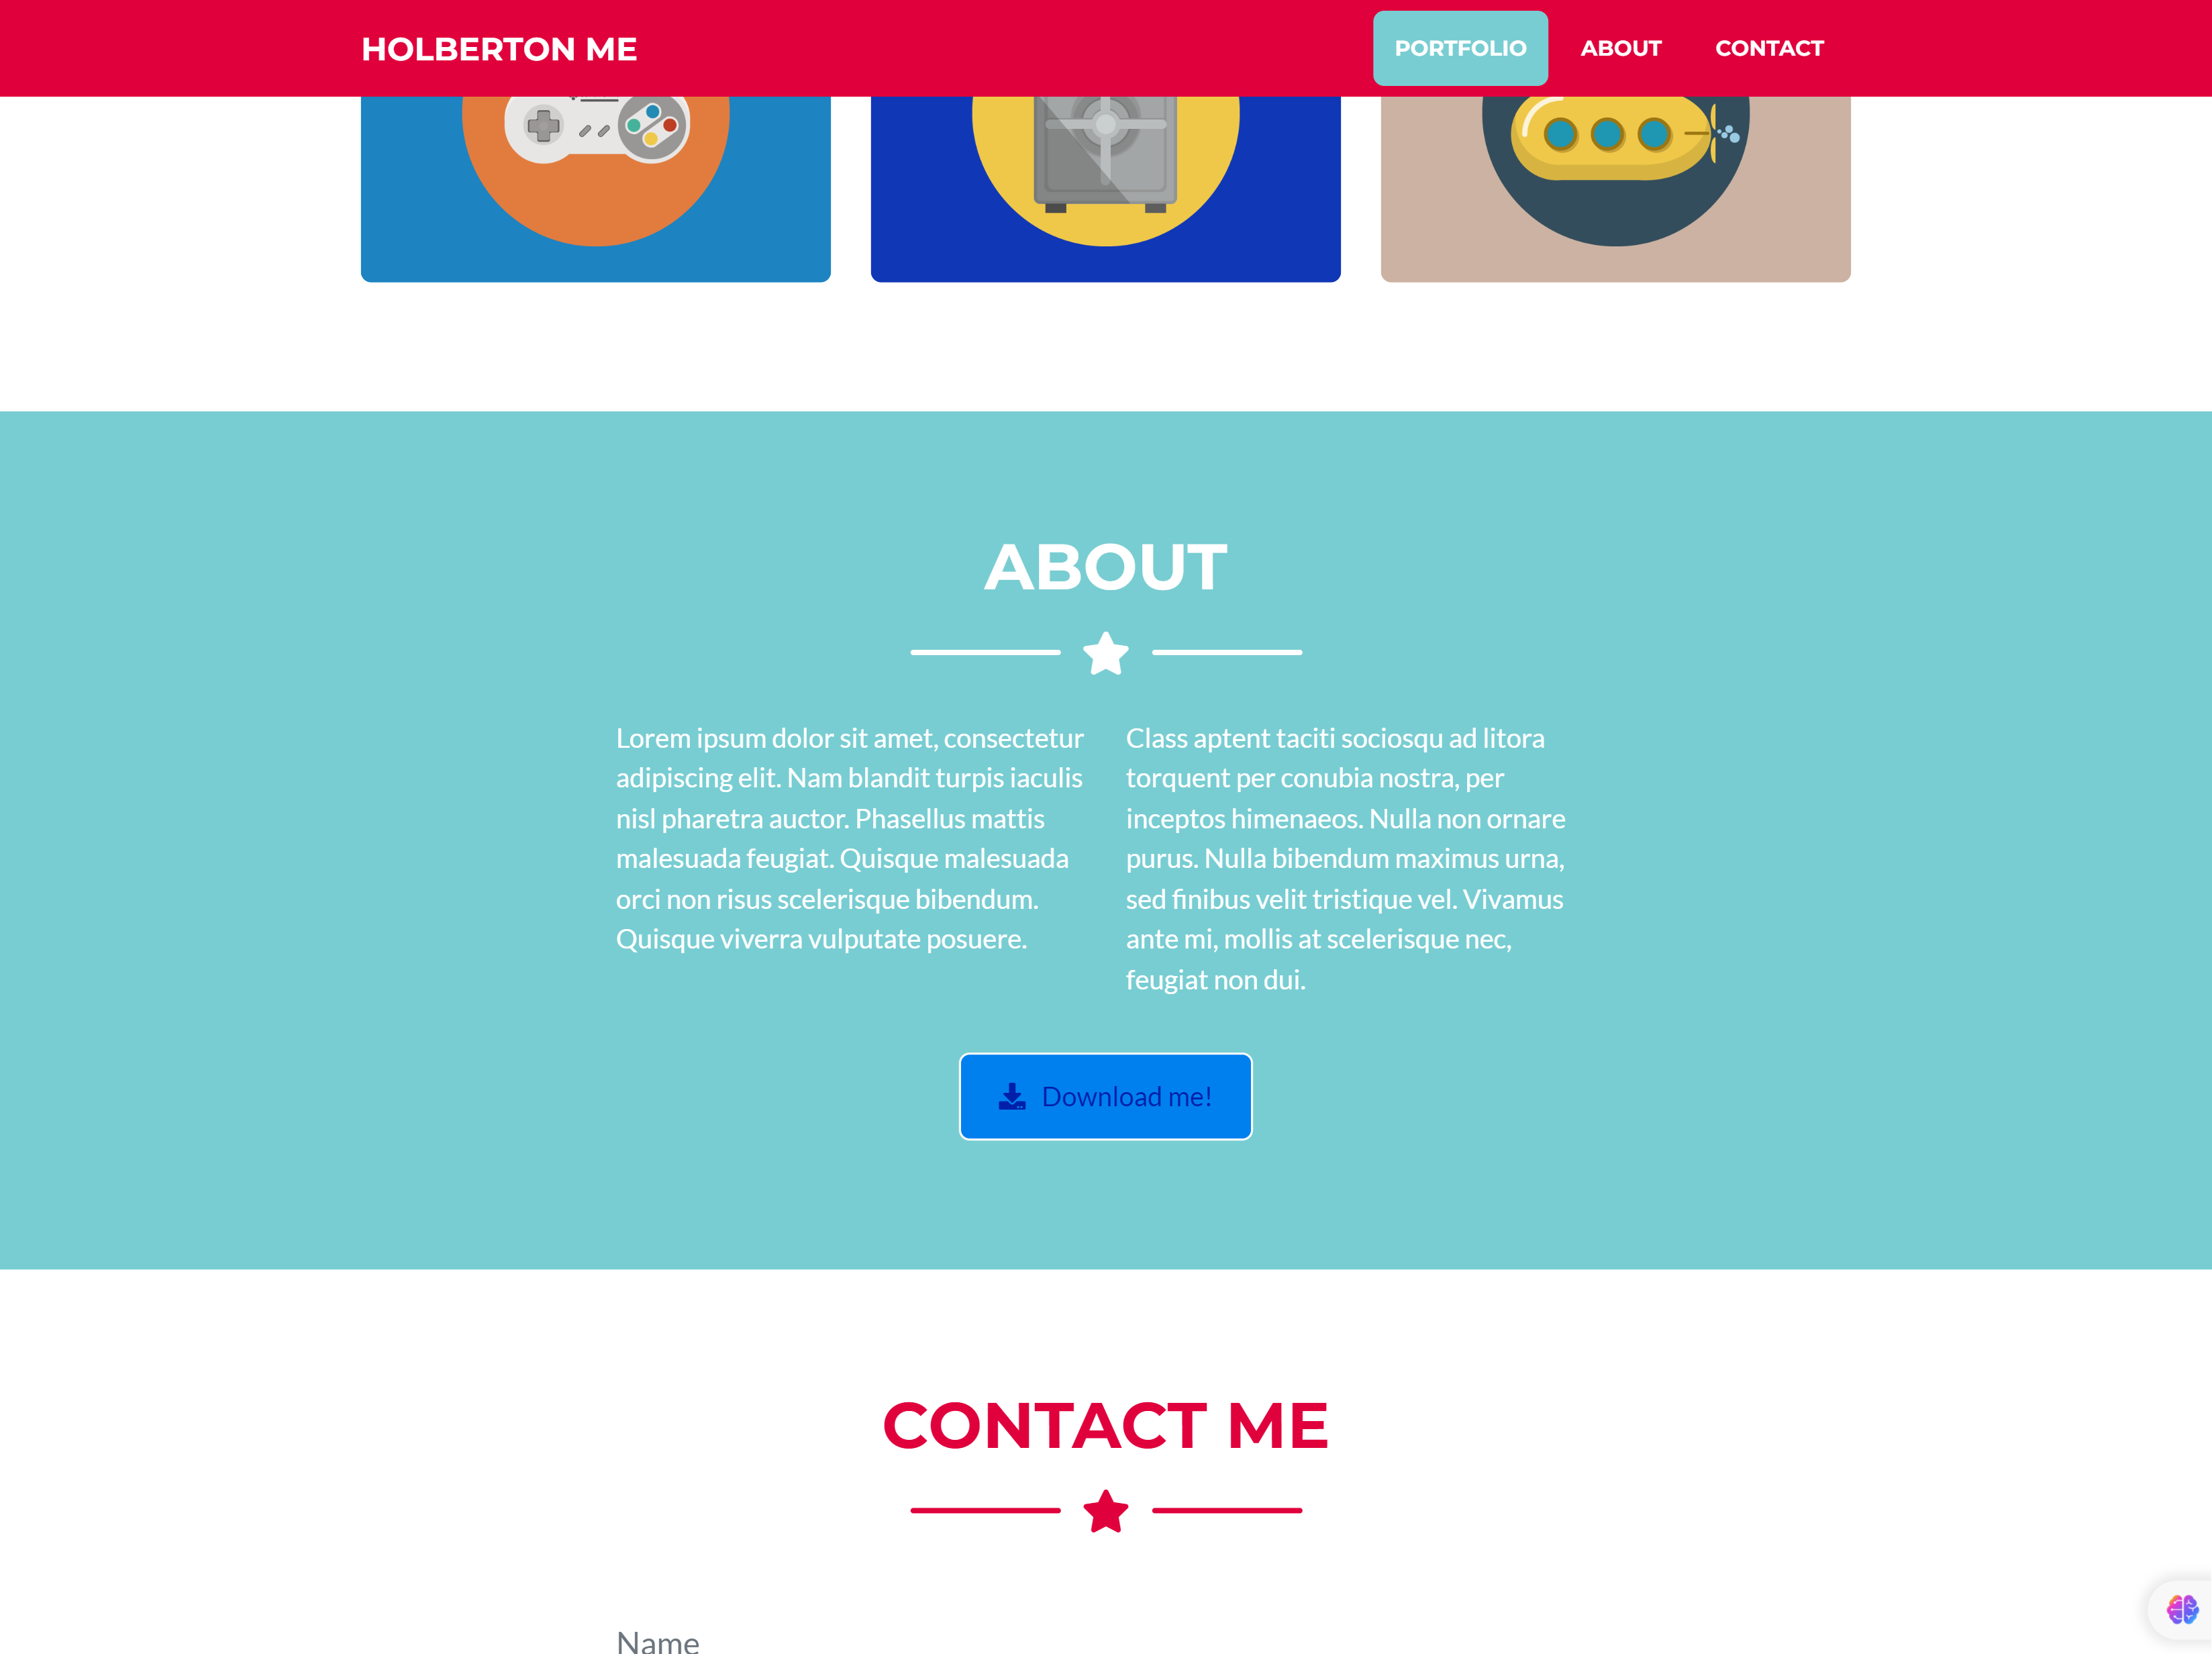 HOLBERTON ME
PORTFOLIO
ABOUT
CONTACT
ABOUT
Lorem ipsum dolor sit amet, consectetur
adipiscing elit. Nam blandit turpis iaculis
nisl pharetra auctor. Phasellus mattis
malesuada feugiat. Quisque malesuada
orci non risus scelerisque bibendum.
Quisque viverra vulputate posuere.
Class aptent taciti sociosqu ad litora
torquent per conubia nostra, per
inceptos himenaeos. Nulla non ornare
purus. Nulla bibendum maximus urna,
sed finibus velit tristique vel. Vivamus
ante mi, mollis at scelerisque nec,
feugiat non dui.
Download me!
CONTACT ME
Name